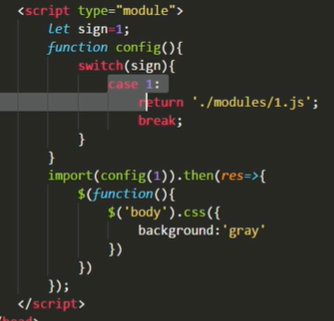 <script type="module">
let sign=1;
function config(){
switch(sign){
case 1:
return './modules/1.js';
break;
}
}
import(config(1)).then(res=>{
$(function(){
$('body').css({
background:'gray'
})
})
});
</script>
</head>